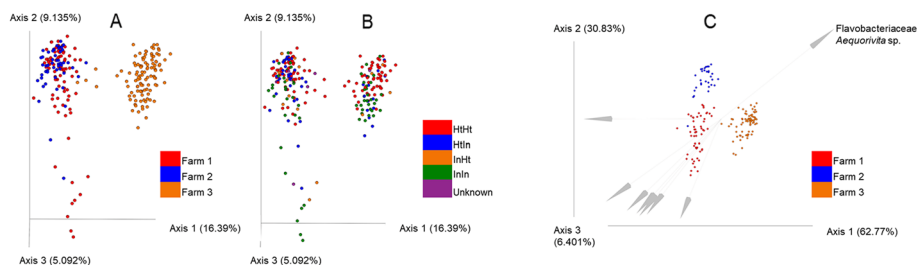 Axis 2 (9.135%)
A
Farm 1
Farm 2
Farm 3
Axis 1 (16.39%)
Axis 3 (5.092%)
Axis 2 (9.135%)
B
HtHt
HtIn
InHt
InIn
Unknown
Axis 1 (16.39%)
Axis 3 (5.092%)
C
Axis 2 (30.83%)
Flavobacteriaceae
Aequorivita sp.
Farm 1
Farm 2
Farm 3
Axis 3
(6.401%)
Axis 1 (62.77%)